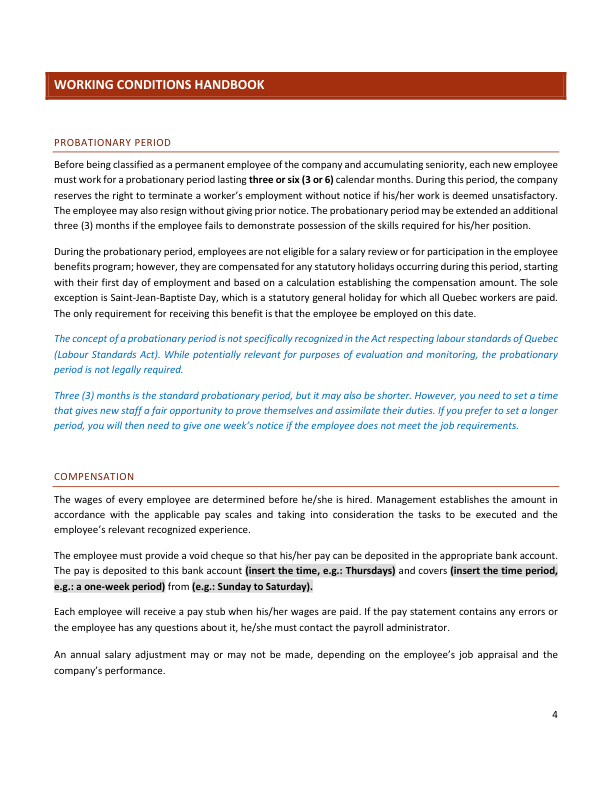 WORKING CONDITIONS HANDBOOK
PROBATIONARY PERIOD
Before being classified as a permanent employee of the company and accumulating seniority, each new employee
must work for a probationary period lasting three or six (3 or 6) calendar months. During this period, the company
reserves the right to terminate a worker's employment without notice if his/her work is deemed unsatisfactory.
The employee may also resign without giving prior notice. The probationary period may be extended an additional
three (3) months if the employee fails to demonstrate possession of the skills required for his/her position.
During the probationary period, employees are not eligible for a salary review or for participation in the employee
benefits program; however, they are compensated for any statutory holidays occurring during this period, starting
with their first day of employment and based on a calculation establishing the compensation amount. The sole
exception is Saint-Jean-Baptiste Day, which is a statutory general holiday for which all Quebec workers are paid.
The only requirement for receiving this benefit is that the employee be employed on this date.
The concept of a probationary period is not specifically recognized in the Act respecting labour standards of Quebec
(Labour Standards Act). While potentially relevant for purposes of evaluation and monitoring, the probationary
period is not legally required.
Three (3) months is the standard probationary period, but it may also be shorter. However, you need to set a time
that gives new staff a fair opportunity to prove themselves and assimilate their duties. If you prefer to set a longer
period, you will then need to give one week's notice if the employee does not meet the job requirements.
COMPENSATION
The wages of every employee are determined before he/she is hired. Management establishes the amount in
accordance with the applicable pay scales and taking into consideration the tasks to be executed and the
employee's relevant recognized experience.
The employee must provide a void cheque so that his/her pay can be deposited in the appropriate bank account.
The pay is deposited to this bank account (insert the time, e.g.: Thursdays) and covers (insert the time period,
e.g.: a one-week period) from (e.g.: Sunday to Saturday).
Each employee will receive a pay stub when his/her wages are paid. If the pay statement contains any errors or
the employee has any questions about it, he/she must contact the payroll administrator.
An annual salary adjustment may or may not be made, depending on the employee's job appraisal and the
company's performance.
4